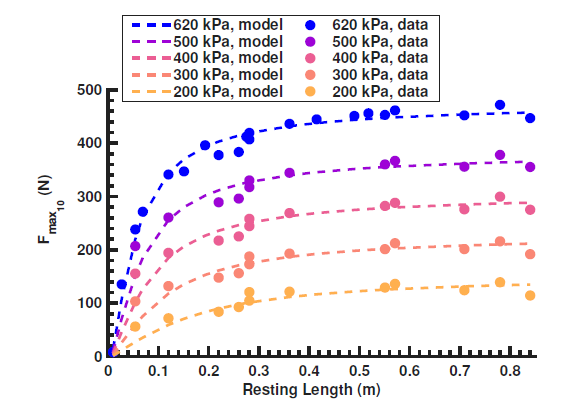 620 kPa, model 620 kPa, data
500 kPa, model 500 kPa, data
400 kPa, model 400 kPa, data
300 kPa, model 300 kPa, data
200 kPa, model 200 kPa, data
500
400
300
200
100
0
F max 10 (N)
0 0.1 0.2 0.3 0.4 0.5 0.6 0.7 0.8
Resting Length (m)